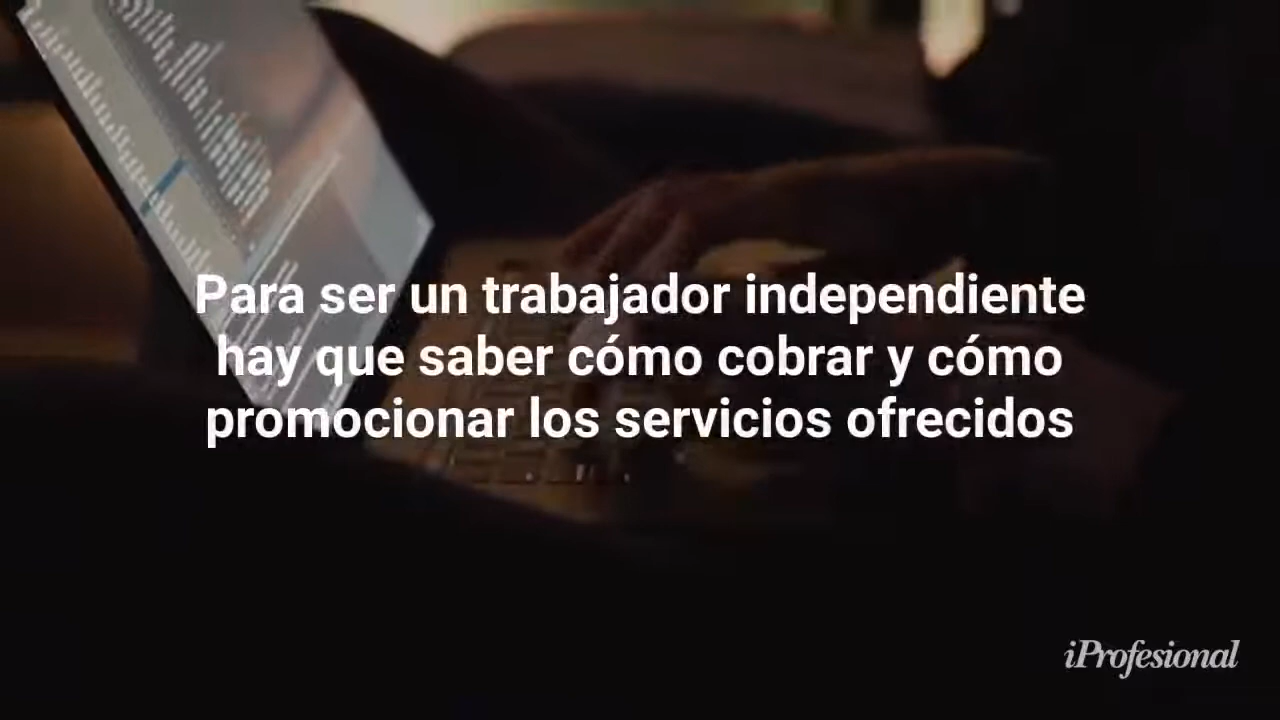 Para ser un trabajador independiente
hay que saber cómo cobrar y cómo
promocionar los servicios ofrecidos
iProfesional